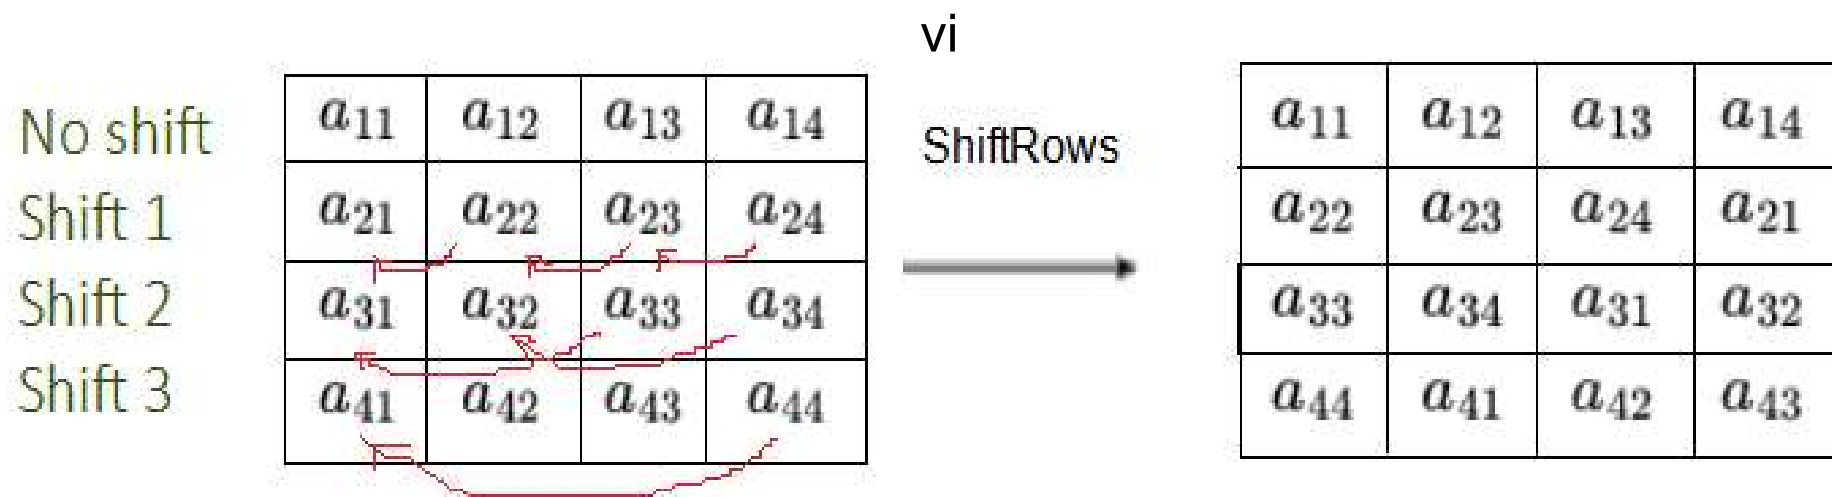 vi
No shift a₁₁ a₁₂ a₁₃ a₁₄ ShiftRows a₁₁ a₁₂ a₁₃ a₁₄
Shift 1 a₂₁ a₂₂ a₂₃ a₂₄ a₂₂ a₂₃ a₂₄ a₂₁
Shift 2 a₃₁ a₃₂ a₃₃ a₃₄ a₃₃ a₃₄ a₃₁ a₃₂
Shift 3 a₄₁ a₄₂ a₄₃ a₄₄ a₄₄ a₄₁ a₄₂ a₄₃